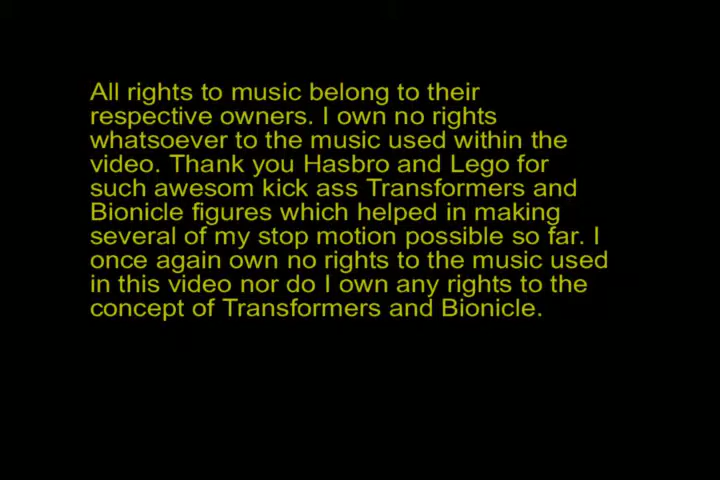 All rights to music belong to their
respective owners. I own no rights
whatsoever to the music used within the
video. Thank you Hasbro and Lego for
such awesom kick ass Transformers and
Bionicle figures which helped in making
several of my stop motion possible so far. I
once again own no rights to the music used
in this video nor do I own any rights to the
concept of Transformers and Bionicle.